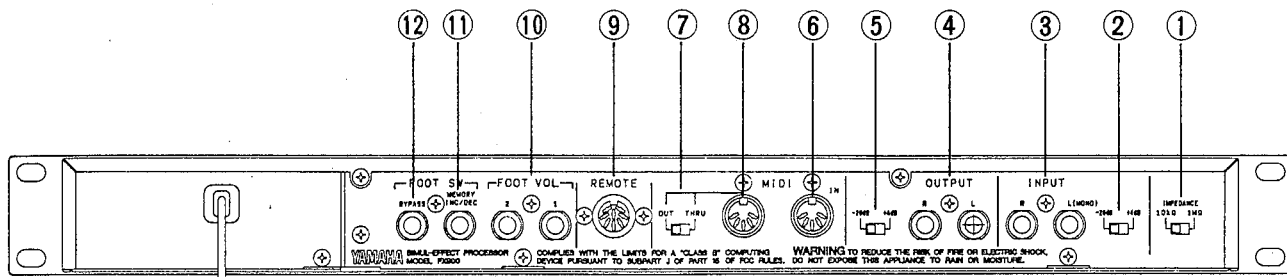 ⑫ ⑪ ⑩ ⑨ ⑦ ⑧ ⑥ ⑤ ④ ③ ② ①
FOOT SW FOOT VOL REMOTE MIDI OUTPUT INPUT
BYPASS MEMORY INC/DEC 2 1 OUT THRU IN -20dB +4dB R L R L(MONO) -20dB +4dB IMPEDANCE 10kΩ 1MΩ
YAMAHA SIMUL-EFFECT PROCESSOR COMPLIES WITH THE LIMITS FOR A "CLASS B" COMPUTING WARNING TO REDUCE THE RISK OF FIRE OR ELECTRIC SHOCK,
MODEL FX900 DEVICE PURSUANT TO SUBPART J OF PART 15 OF FCC RULES. DO NOT EXPOSE THIS APPLIANCE TO RAIN OR MOISTURE.